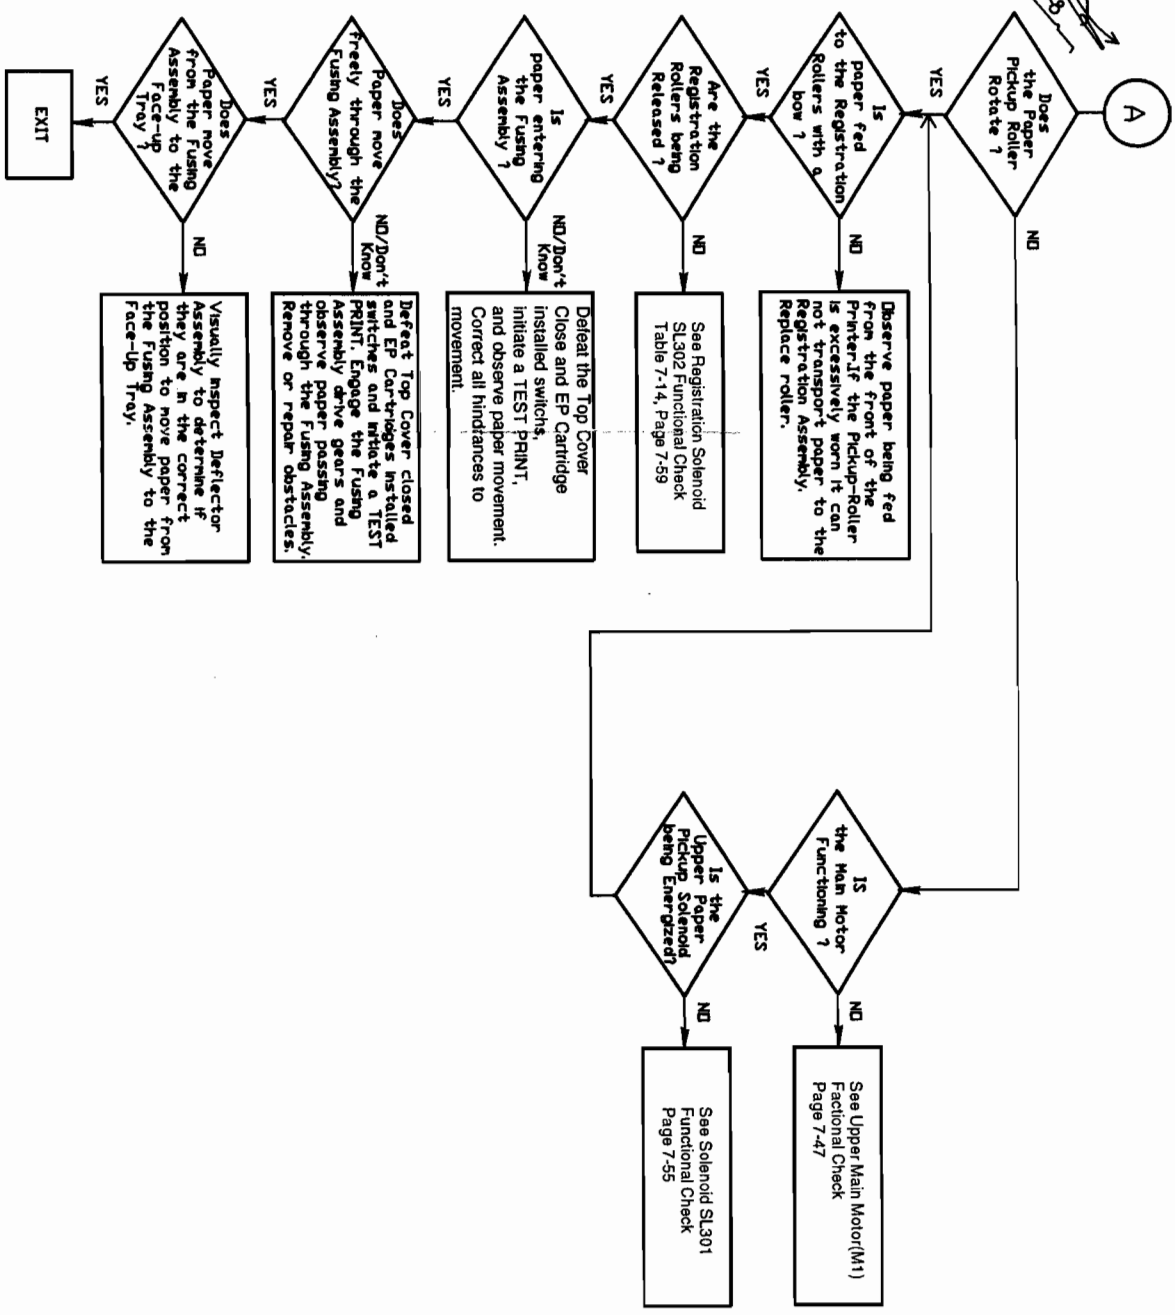 A
Does
the Paper
Pickup Roller
Rotate ?
NO
YES
Is
paper fed
to the Registration
Rollers with a
bow ?
NO
Observe paper being fed
from the front of the
Printer.If the Pickup-Roller
is excessively worn it can
not transport paper to the
Registration Assembly.
Replace roller.
YES
Are the
Registration
Rollers being
Released ?
NO
See Registration Solenoid
SL302 Functional Check
Table 7-14, Page 7-59
YES
Is
paper entering
the Fusing
Assembly ?
NO/Don't
Know
Defeat the Top Cover
Close and EP Cartridge
installed switchs,
initiate a TEST PRINT,
and observe paper movement.
Correct all hindrances to
movement.
YES
Does
Paper move
freely through the
Fusing Assembly?
NO/Don't
Know
Defeat Top Cover closed
and EP Cartridges installed
switches and initiate a TEST
PRINT. Engage the Fusing
Assembly drive gears and
observe paper passing
through the Fusing Assembly.
Remove or repair obstacles.
YES
Does
Paper move
from the Fusing
Assembly to the
Face-up
Tray ?
NO
Visually inspect Deflector
Assembly to determine if
they are in the correct
position to move paper from
the Fusing Assembly to the
Face-Up Tray.
YES
EXIT
IS
the Main Motor
Functioning ?
NO
See Upper Main Motor(M1)
Factional Check
Page 7-47
YES
Is the
Upper Paper
Pickup Solenoid
being Energized?
NO
See Solenoid SL301
Functional Check
Page 7-55